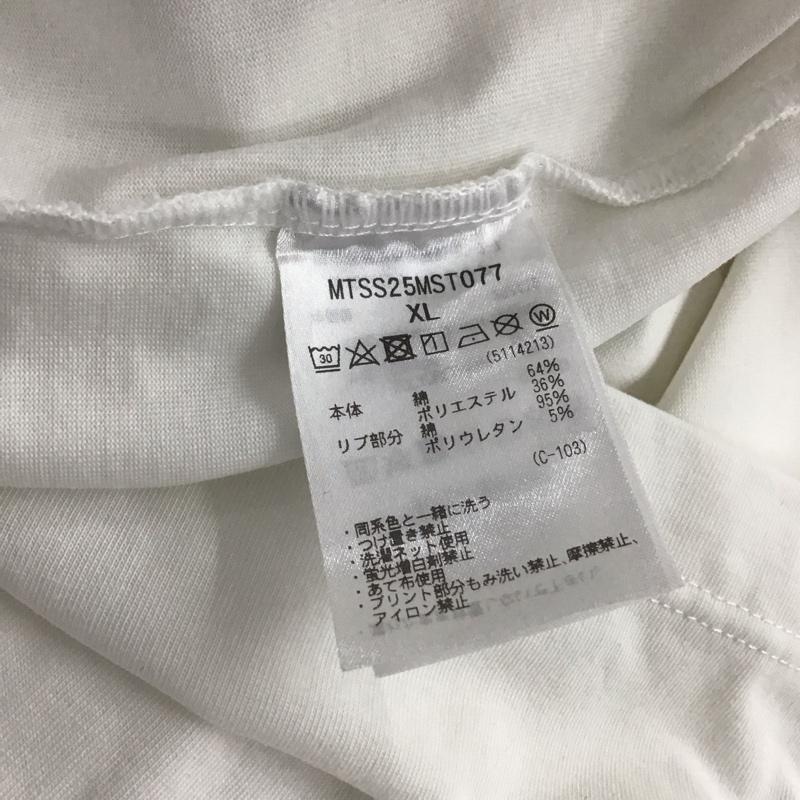 MTSS25MST077
XL
30 W
(5114213)
本体 綿 64%
ポリエステル 36%
リブ部分 綿 95%
ポリウレタン 5%
(C-103)
・同系色と一緒に洗う
・つけ置き禁止
・洗濯ネット使用
・蛍光増白剤禁止
・あて布使用
・プリント部分もみ洗い禁止、摩擦禁止、
アイロン禁止